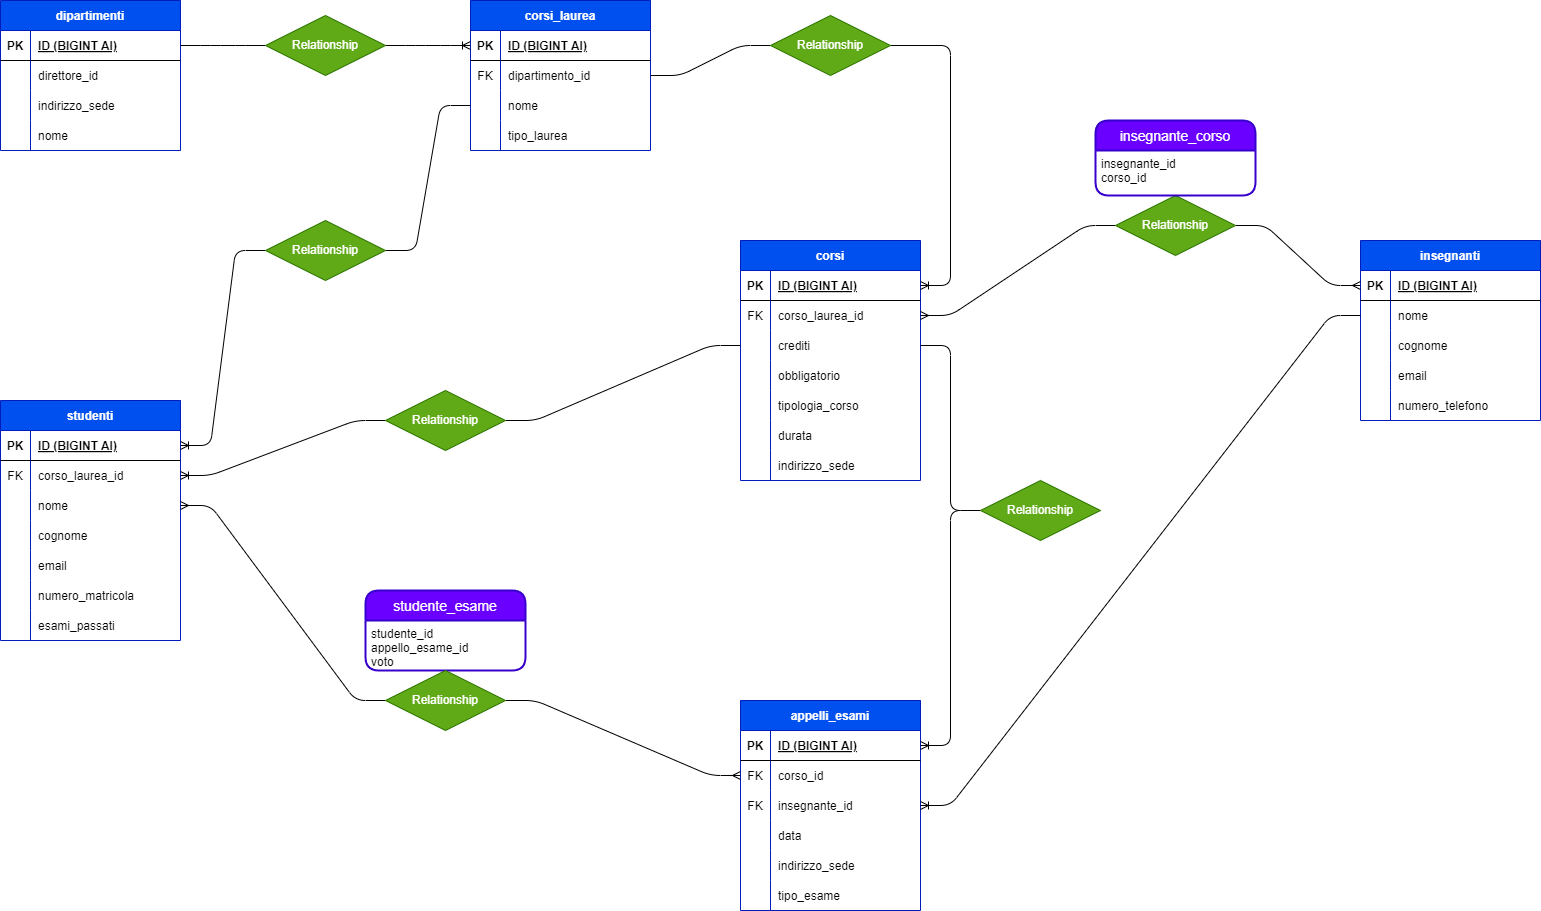 dipartimenti
PK ID (BIGINT AI)
direttore_id
indirizzo_sede
nome
Relationship
corsi_laurea
PK ID (BIGINT AI)
FK dipartimento_id
nome
tipo_laurea
Relationship
insegnante_corso
insegnante_id
corso_id
Relationship
Relationship
corsi
PK ID (BIGINT AI)
FK corso_laurea_id
crediti
obbligatorio
tipologia_corso
durata
indirizzo_sede
insegnanti
PK ID (BIGINT AI)
nome
cognome
email
numero_telefono
studenti
PK ID (BIGINT AI)
FK corso_laurea_id
nome
cognome
email
numero_matricola
esami_passati
Relationship
Relationship
studente_esame
studente_id
appello_esame_id
voto
Relationship
appelli_esami
PK ID (BIGINT AI)
FK corso_id
FK insegnante_id
data
indirizzo_sede
tipo_esame